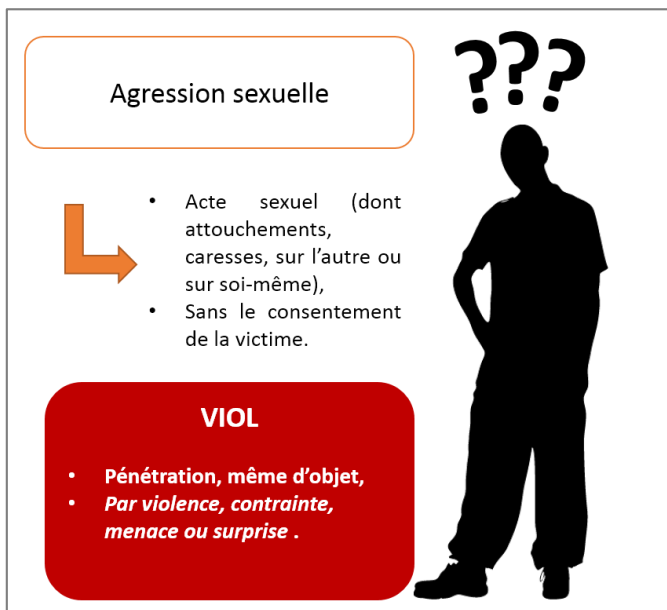 ???
Agression sexuelle
• Acte sexuel (dont
attouchements,
caresses, sur l’autre ou
sur soi-même),
• Sans le consentement
de la victime.
VIOL
• Pénétration, même d’objet,
• Par violence, contrainte,
menace ou surprise .